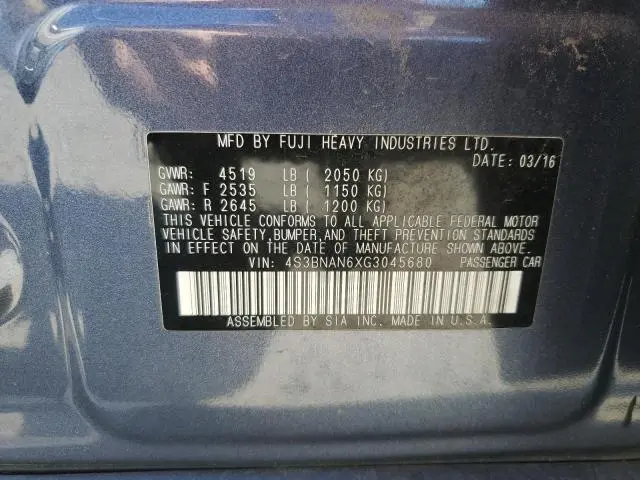 MFD BY FUJI HEAVY INDUSTRIES LTD.
DATE: 03/16
GVWR: 4519 LB ( 2050 KG)
GAWR: F 2535 LB ( 1150 KG)
GAWR: R 2645 LB ( 1200 KG)
THIS VEHICLE CONFORMS TO ALL APPLICABLE FEDERAL MOTOR
VEHICLE SAFETY, BUMPER, AND THEFT PREVENTION STANDARDS
IN EFFECT ON THE DATE OF MANUFACTURE SHOWN ABOVE.
VIN: 4S3BNAN6XG3045680 PASSENGER CAR
ASSEMBLED BY SIA INC. MADE IN U.S.A.